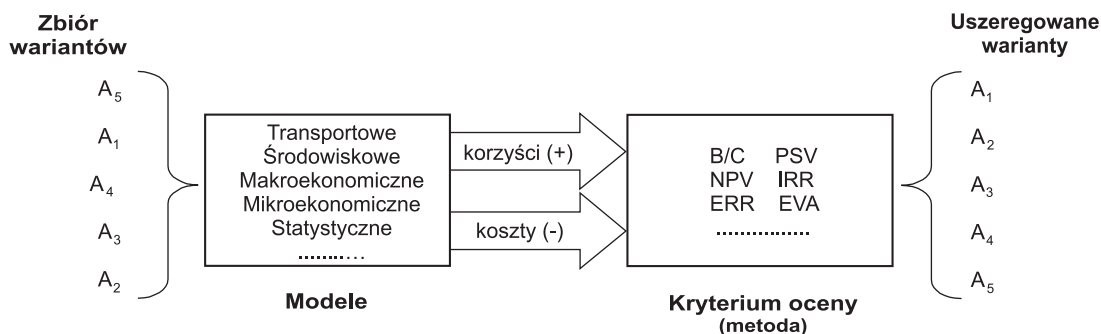 Zbiór
wariantów
A5
A1
A4
A3
A2
Transportowe
Środowiskowe
Makroekonomiczne
Mikroekonomiczne
Statystyczne
...........
Modele
korzyści (+)
koszty (-)
B/C PSV
NPV IRR
ERR EVA
................
Kryterium oceny
(metoda)
Uszeregowane
warianty
A1
A2
A3
A4
A5